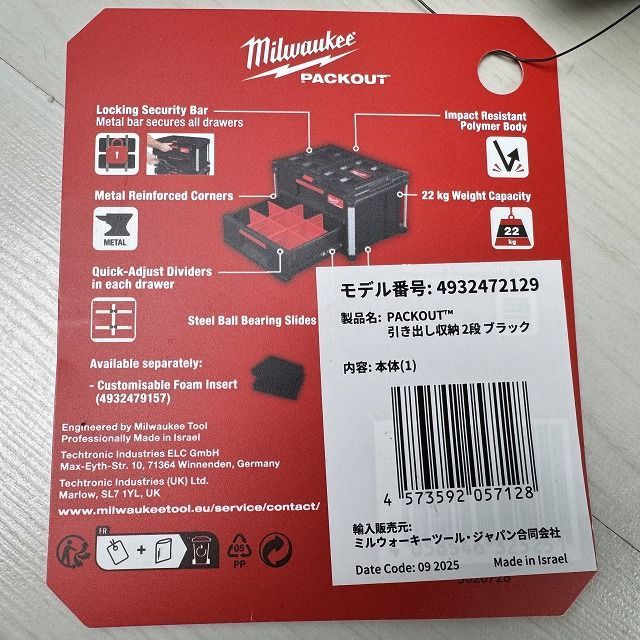 Milwaukee
PACKOUT™
Locking Security Bar
Metal bar secures all drawers
Impact Resistant
Polymer Body
Metal Reinforced Corners
METAL
22 kg Weight Capacity
22
kg
Quick-Adjust Dividers
in each drawer
Steel Ball Bearing Slides
Available separately:
- Customisable Foam Insert
(4932479157)
Engineered by Milwaukee Tool
Professionally Made in Israel
Techtronic Industries ELC GmbH
Max-Eyth-Str. 10, 71364 Winnenden, Germany
Techtronic Industries (UK) Ltd.
Marlow, SL7 1YL, UK
www.milwaukeetool.eu/service/contact/
FR
+
05
PP
モデル番号: 4932472129
製品名: PACKOUT™
引き出し収納 2段 ブラック
内容: 本体(1)
4 573592 057128
輸入販売元:
ミルウォーキーツール・ジャパン合同会社
Date Code: 09 2025 Made in Israel